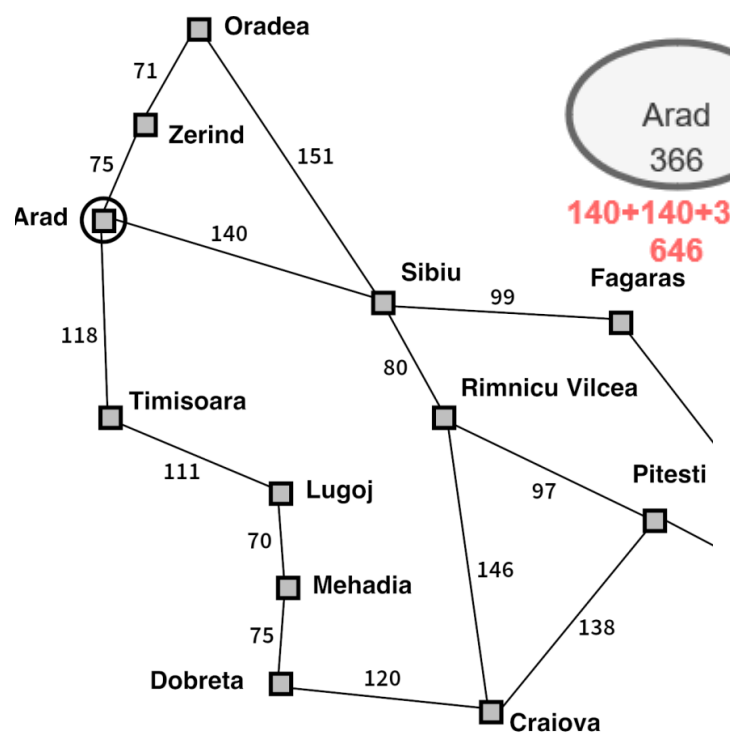 Oradea
71
Zerind
151
75
Arad
366
140+140+3
646
Arad
140
Sibiu
99
Fagaras
118
80
Rimnicu Vilcea
Timisoara
111
Lugoj
97
Pitesti
70
146
Mehadia
75
138
Dobreta
120
Craiova